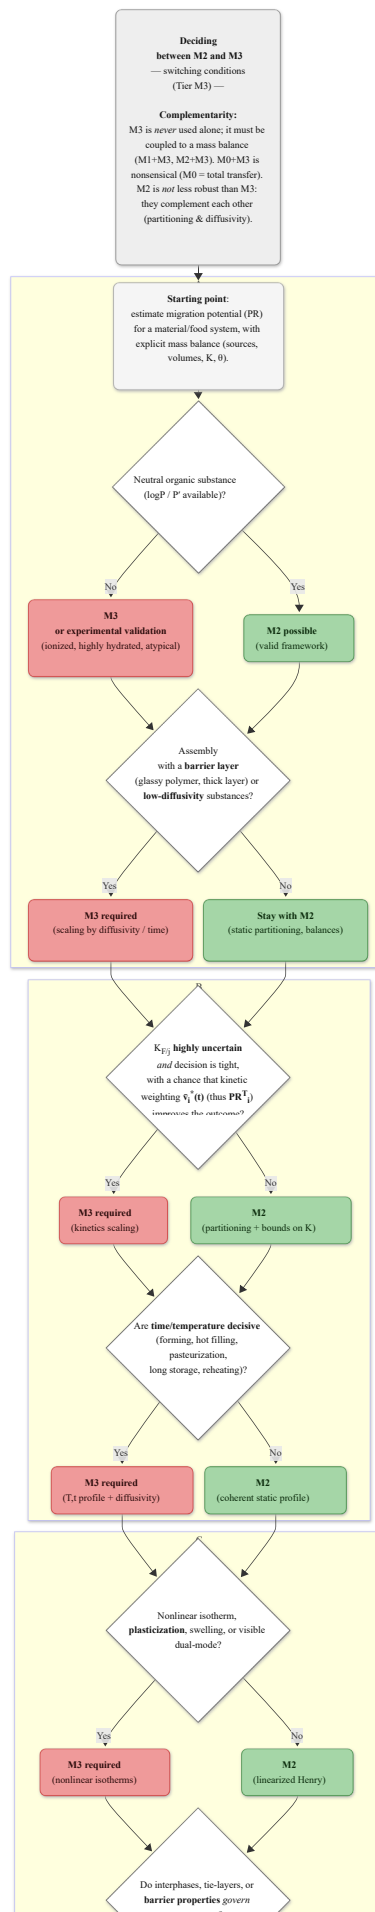 Deciding
between M2 and M3
— switching conditions
(Tier M3) —
Complementarity:
M3 is never used alone; it must be
coupled to a mass balance
(M1+M3, M2+M3). M0+M3 is
nonsensical (M0 = total transfer).
M2 is not less robust than M3:
they complement each other
(partitioning & diffusivity).
Starting point:
estimate migration potential (PR)
for a material/food system, with
explicit mass balance (sources,
volumes, K, θ).
Neutral organic substance
(logP / P' available)?
No
Yes
M3
or experimental validation
(ionized, highly hydrated, atypical)
M2 possible
(valid framework)
Assembly
with a barrier layer
(glassy polymer, thick layer) or
low-diffusivity substances?
Yes
No
M3 required
(scaling by diffusivity / time)
Stay with M2
(static partitioning, balances)
K_F/j highly uncertain
and decision is tight,
with a chance that kinetic
weighting v̄_i*(t) (thus PR^T_i)
improves the outcome?
Yes
No
M3 required
(kinetics scaling)
M2
(partitioning + bounds on K)
Are time/temperature decisive
(forming, hot filling,
pasteurization,
long storage, reheating)?
Yes
No
M3 required
(T,t profile + diffusivity)
M2
(coherent static profile)
Nonlinear isotherm,
plasticization, swelling, or visible
dual-mode?
Yes
No
M3 required
(nonlinear isotherms)
M2
(linearized Henry)
Do interphases, tie-layers, or
barrier properties govern